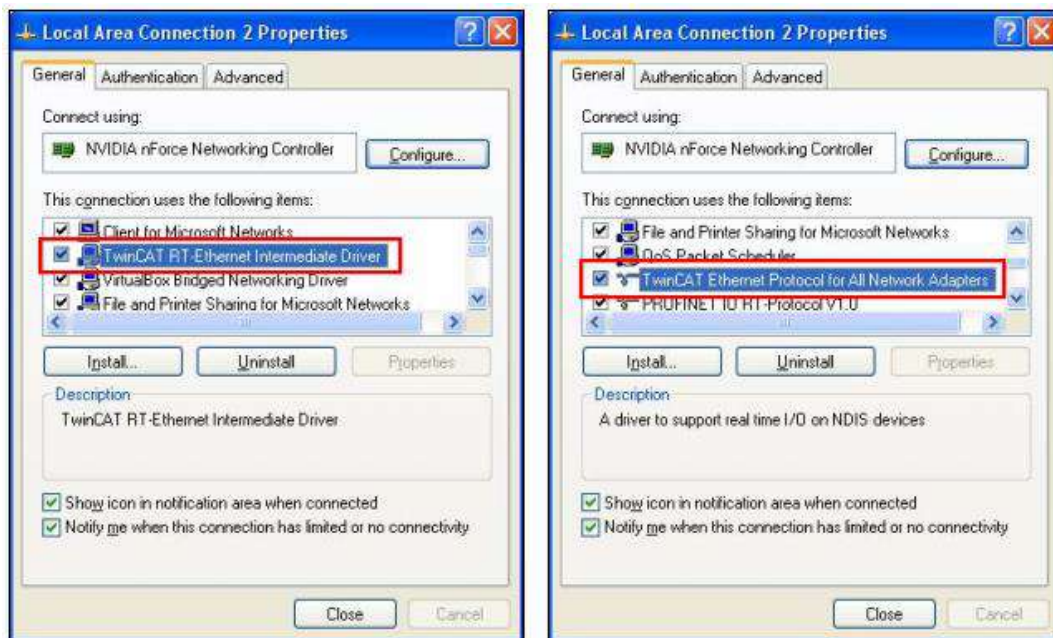 Local Area Connection 2 Properties
General Authentication Advanced
Connect using:
NVIDIA nForce Networking Controller
Configure...
This connection uses the following items:
Client for Microsoft Networks
TwinCAT RT-Ethernet Intermediate Driver
VirtualBox Bridged Networking Driver
File and Printer Sharing for Microsoft Networks
Install... Uninstall Properties
Description
TwinCAT RT-Ethernet Intermediate Driver
Show icon in notification area when connected
Notify me when this connection has limited or no connectivity
Close Cancel
Local Area Connection 2 Properties
General Authentication Advanced
Connect using:
NVIDIA nForce Networking Controller
Configure...
This connection uses the following items:
File and Printer Sharing for Microsoft Networks
QoS Packet Scheduler
TwinCAT Ethernet Protocol for All Network Adapters
PROFINET IO RT-Protocol V1.0
Install... Uninstall Properties
Description
A driver to support real time I/O on NDIS devices
Show icon in notification area when connected
Notify me when this connection has limited or no connectivity
Close Cancel